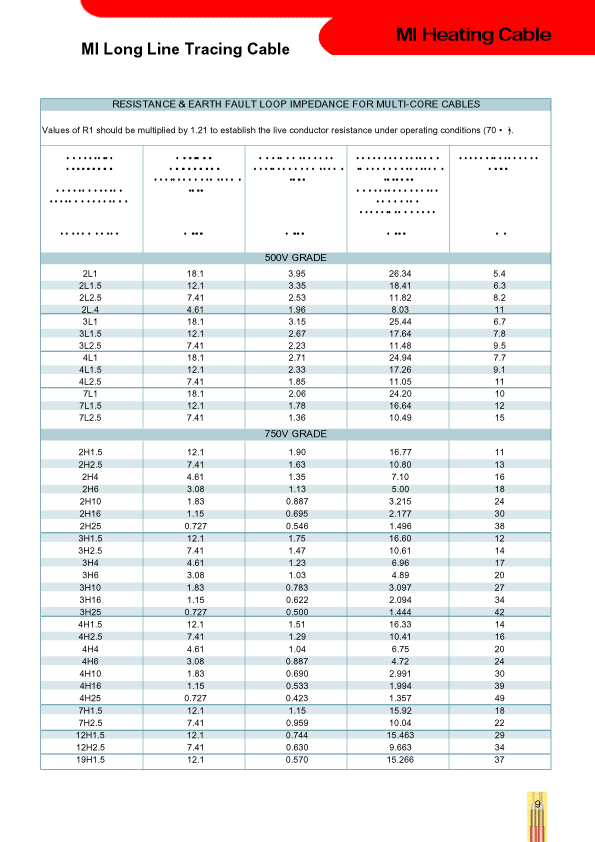 MI Heating Cable
MI Long Line Tracing Cable
RESISTANCE & EARTH FAULT LOOP IMPEDANCE FOR MULTI-CORE CABLES
Values of R1 should be multiplied by 1.21 to establish the live conductor resistance under operating conditions (70 • ).
500V GRADE
2L1 18.1 3.95 26.34 5.4
2L1.5 12.1 3.35 18.41 6.3
2L2.5 7.41 2.53 11.82 8.2
2L.4 4.61 1.96 8.03 11
3L1 18.1 3.15 25.44 6.7
3L1.5 12.1 2.67 17.64 7.8
3L2.5 7.41 2.23 11.48 9.5
4L1 18.1 2.71 24.94 7.7
4L1.5 12.1 2.33 17.26 9.1
4L2.5 7.41 1.85 11.05 11
7L1 18.1 2.06 24.20 10
7L1.5 12.1 1.78 16.64 12
7L2.5 7.41 1.36 10.49 15
750V GRADE
2H1.5 12.1 1.90 16.77 11
2H2.5 7.41 1.63 10.80 13
2H4 4.61 1.35 7.10 16
2H6 3.08 1.13 5.00 18
2H10 1.83 0.887 3.215 24
2H16 1.15 0.695 2.177 30
2H25 0.727 0.546 1.496 38
3H1.5 12.1 1.75 16.60 12
3H2.5 7.41 1.47 10.61 14
3H4 4.61 1.23 6.96 17
3H6 3.08 1.03 4.89 20
3H10 1.83 0.783 3.097 27
3H16 1.15 0.622 2.094 34
3H25 0.727 0.500 1.444 42
4H1.5 12.1 1.51 16.33 14
4H2.5 7.41 1.29 10.41 16
4H4 4.61 1.04 6.75 20
4H6 3.08 0.887 4.72 24
4H10 1.83 0.690 2.991 30
4H16 1.15 0.533 1.994 39
4H25 0.727 0.423 1.357 49
7H1.5 12.1 1.15 15.92 18
7H2.5 7.41 0.959 10.04 22
12H1.5 12.1 0.744 15.463 29
12H2.5 7.41 0.630 9.663 34
19H1.5 12.1 0.570 15.266 37
9